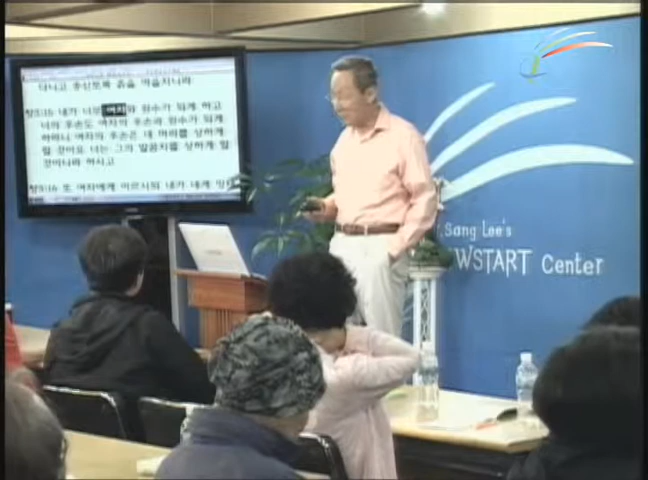 다니고 종신토록 흙을 먹을지니라
창3:15 내가 너로 여자와 원수가 되게 하고
너의 후손도 여자의 후손과 원수가 되게
하리니 여자의 후손은 네 머리를 상하게
할 것이요 너는 그의 발꿈치를 상하게 할
것이니라 하시고
창3:16 또 여자에게 이르시되 내가 네게
Sang Lee's
WSTART Center